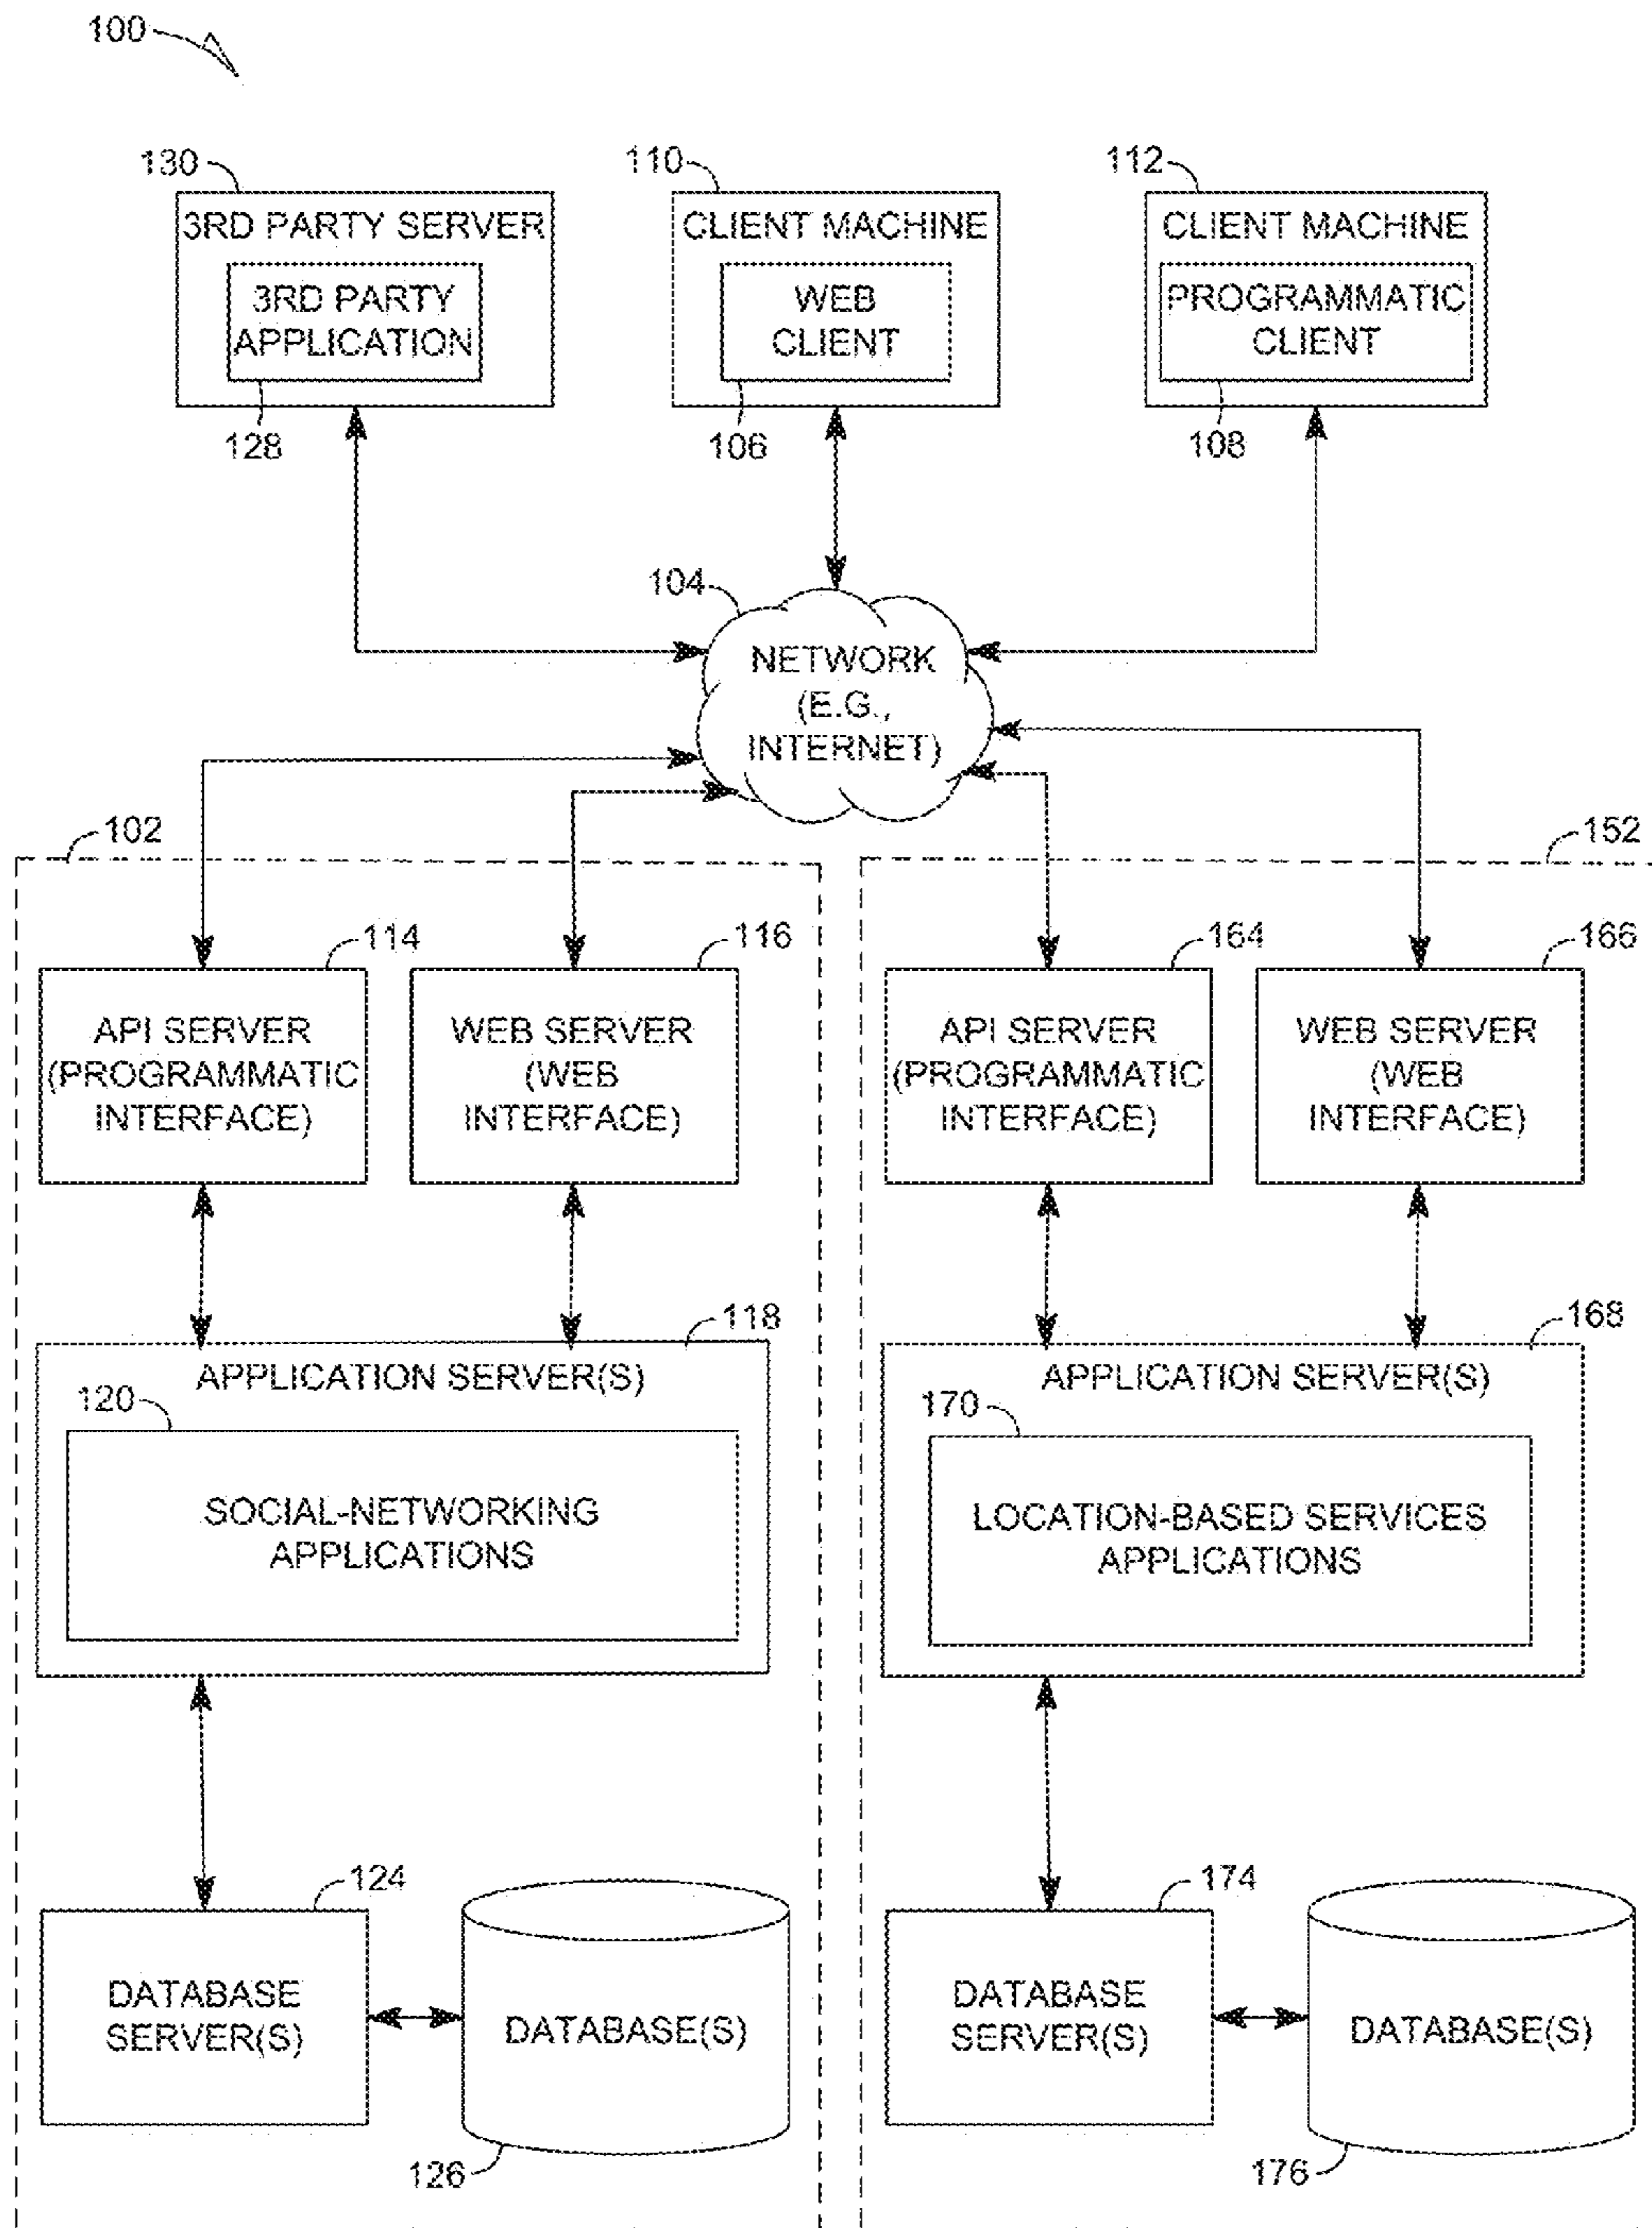 100
130
110
112
3RD PARTY SERVER
CLIENT MACHINE
CLIENT MACHINE
3RD PARTY
APPLICATION
WEB
CLIENT
PROGRAMMATIC
CLIENT
128
106
108
104
NETWORK
(E.G.,
INTERNET)
102
152
114
116
164
166
API SERVER
(PROGRAMMATIC
INTERFACE)
WEB SERVER
(WEB
INTERFACE)
API SERVER
(PROGRAMMATIC
INTERFACE)
WEB SERVER
(WEB
INTERFACE)
118
168
APPLICATION SERVER(S)
APPLICATION SERVER(S)
120
170
SOCIAL-NETWORKING
APPLICATIONS
LOCATION-BASED SERVICES
APPLICATIONS
124
174
DATABASE
SERVER(S)
DATABASE(S)
DATABASE
SERVER(S)
DATABASE(S)
126
176